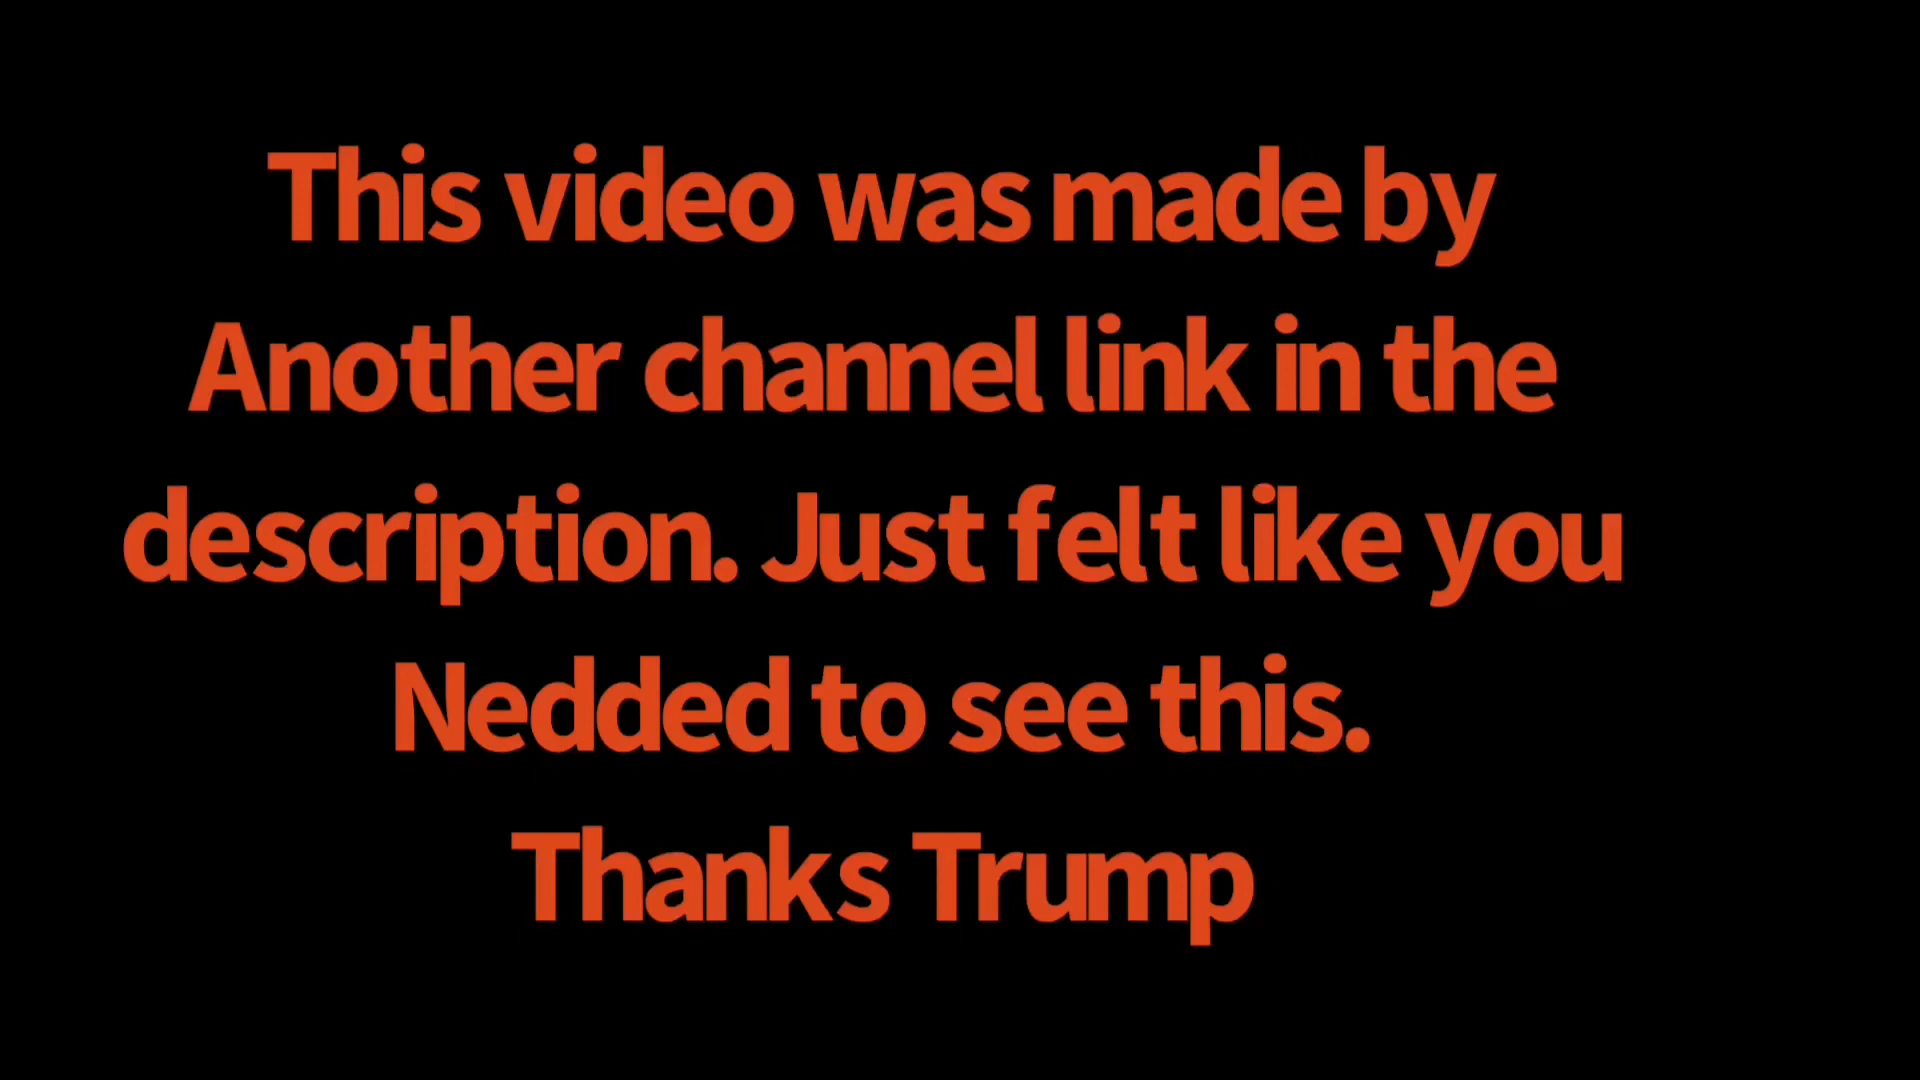 This video was made by
Another channel link in the
description. Just felt like you
Nedded to see this.
Thanks Trump